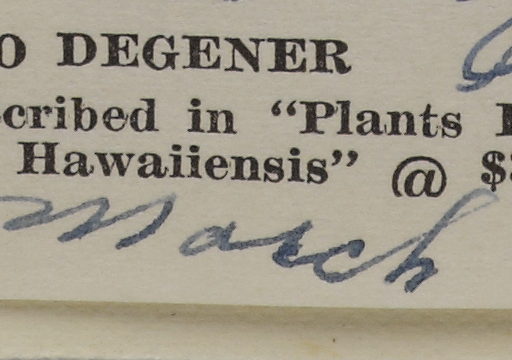 O DEGENER
cribed in "Plants
Hawaiiensis" @ $
March